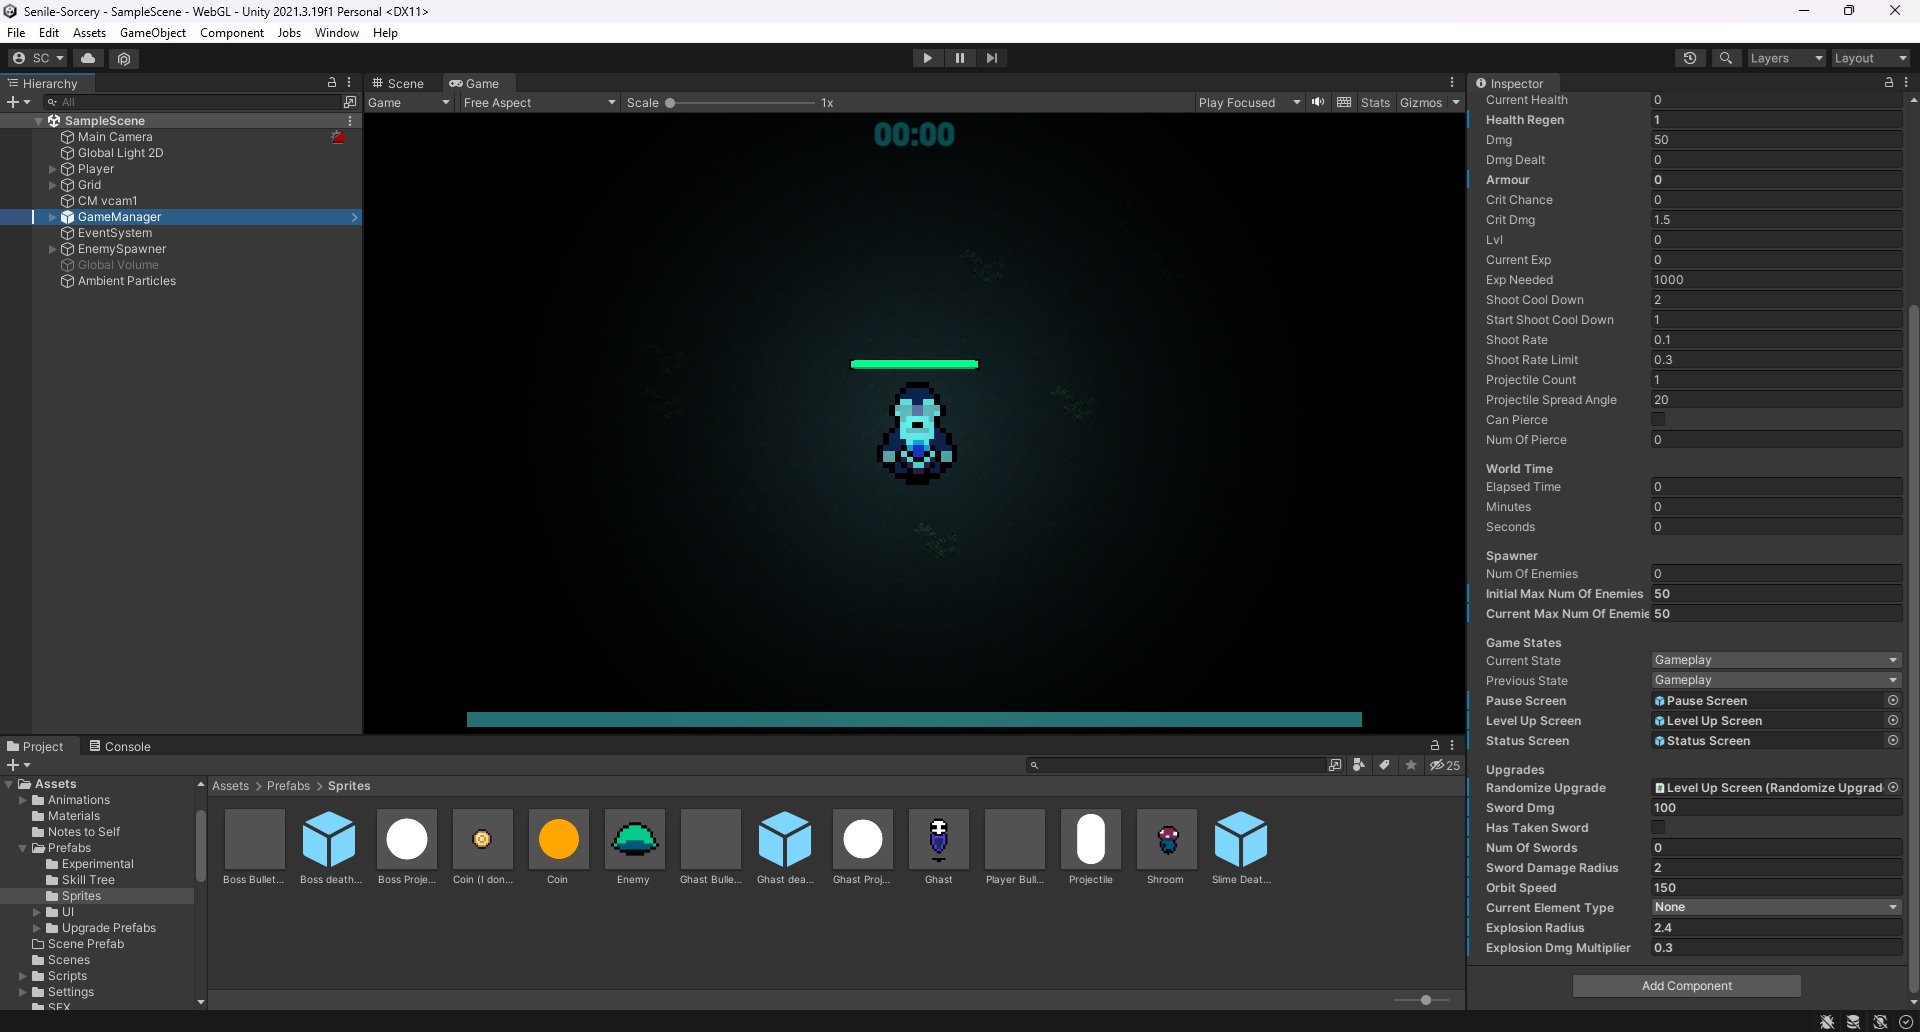 Senile-Sorcery - SampleScene - WebGL - Unity 2021.3.19f1 Personal <DX11>
File Edit Assets GameObject Component Jobs Window Help
SC
Layers
Layout
Hierarchy
All
SampleScene
Main Camera
Global Light 2D
Player
Grid
CM vcam1
GameManager
EventSystem
EnemySpawner
Global Volume
Ambient Particles
Scene
Game
Game
Free Aspect
Scale
1x
Play Focused
Stats
Gizmos
00:00
Inspector
Current Health 0
Health Regen 1
Dmg 50
Dmg Dealt 0
Armour 0
Crit Chance 0
Crit Dmg 1.5
Lvl 0
Current Exp 0
Exp Needed 1000
Shoot Cool Down 2
Start Shoot Cool Down 1
Shoot Rate 0.1
Shoot Rate Limit 0.3
Projectile Count 1
Projectile Spread Angle 20
Can Pierce
Num Of Pierce 0
World Time
Elapsed Time 0
Minutes 0
Seconds 0
Spawner
Num Of Enemies 0
Initial Max Num Of Enemies 50
Current Max Num Of Enemie 50
Game States
Current State Gameplay
Previous State Gameplay
Pause Screen Pause Screen
Level Up Screen Level Up Screen
Status Screen Status Screen
Upgrades
Randomize Upgrade Level Up Screen (Randomize Upgrad
Sword Dmg 100
Has Taken Sword
Num Of Swords 0
Sword Damage Radius 2
Orbit Speed 150
Current Element Type None
Explosion Radius 2.4
Explosion Dmg Multiplier 0.3
Add Component
Project
Console
25
Assets
Animations
Materials
Notes to Self
Prefabs
Experimental
Skill Tree
Sprites
UI
Upgrade Prefabs
Scene Prefab
Scenes
Scripts
Settings
SFX
Assets > Prefabs > Sprites
Boss Bullet... Boss death... Boss Proje... Coin (I don... Coin Enemy Ghast Bulle... Ghast dea... Ghast Proj... Ghast Player Bull... Projectile Shroom Slime Deat...